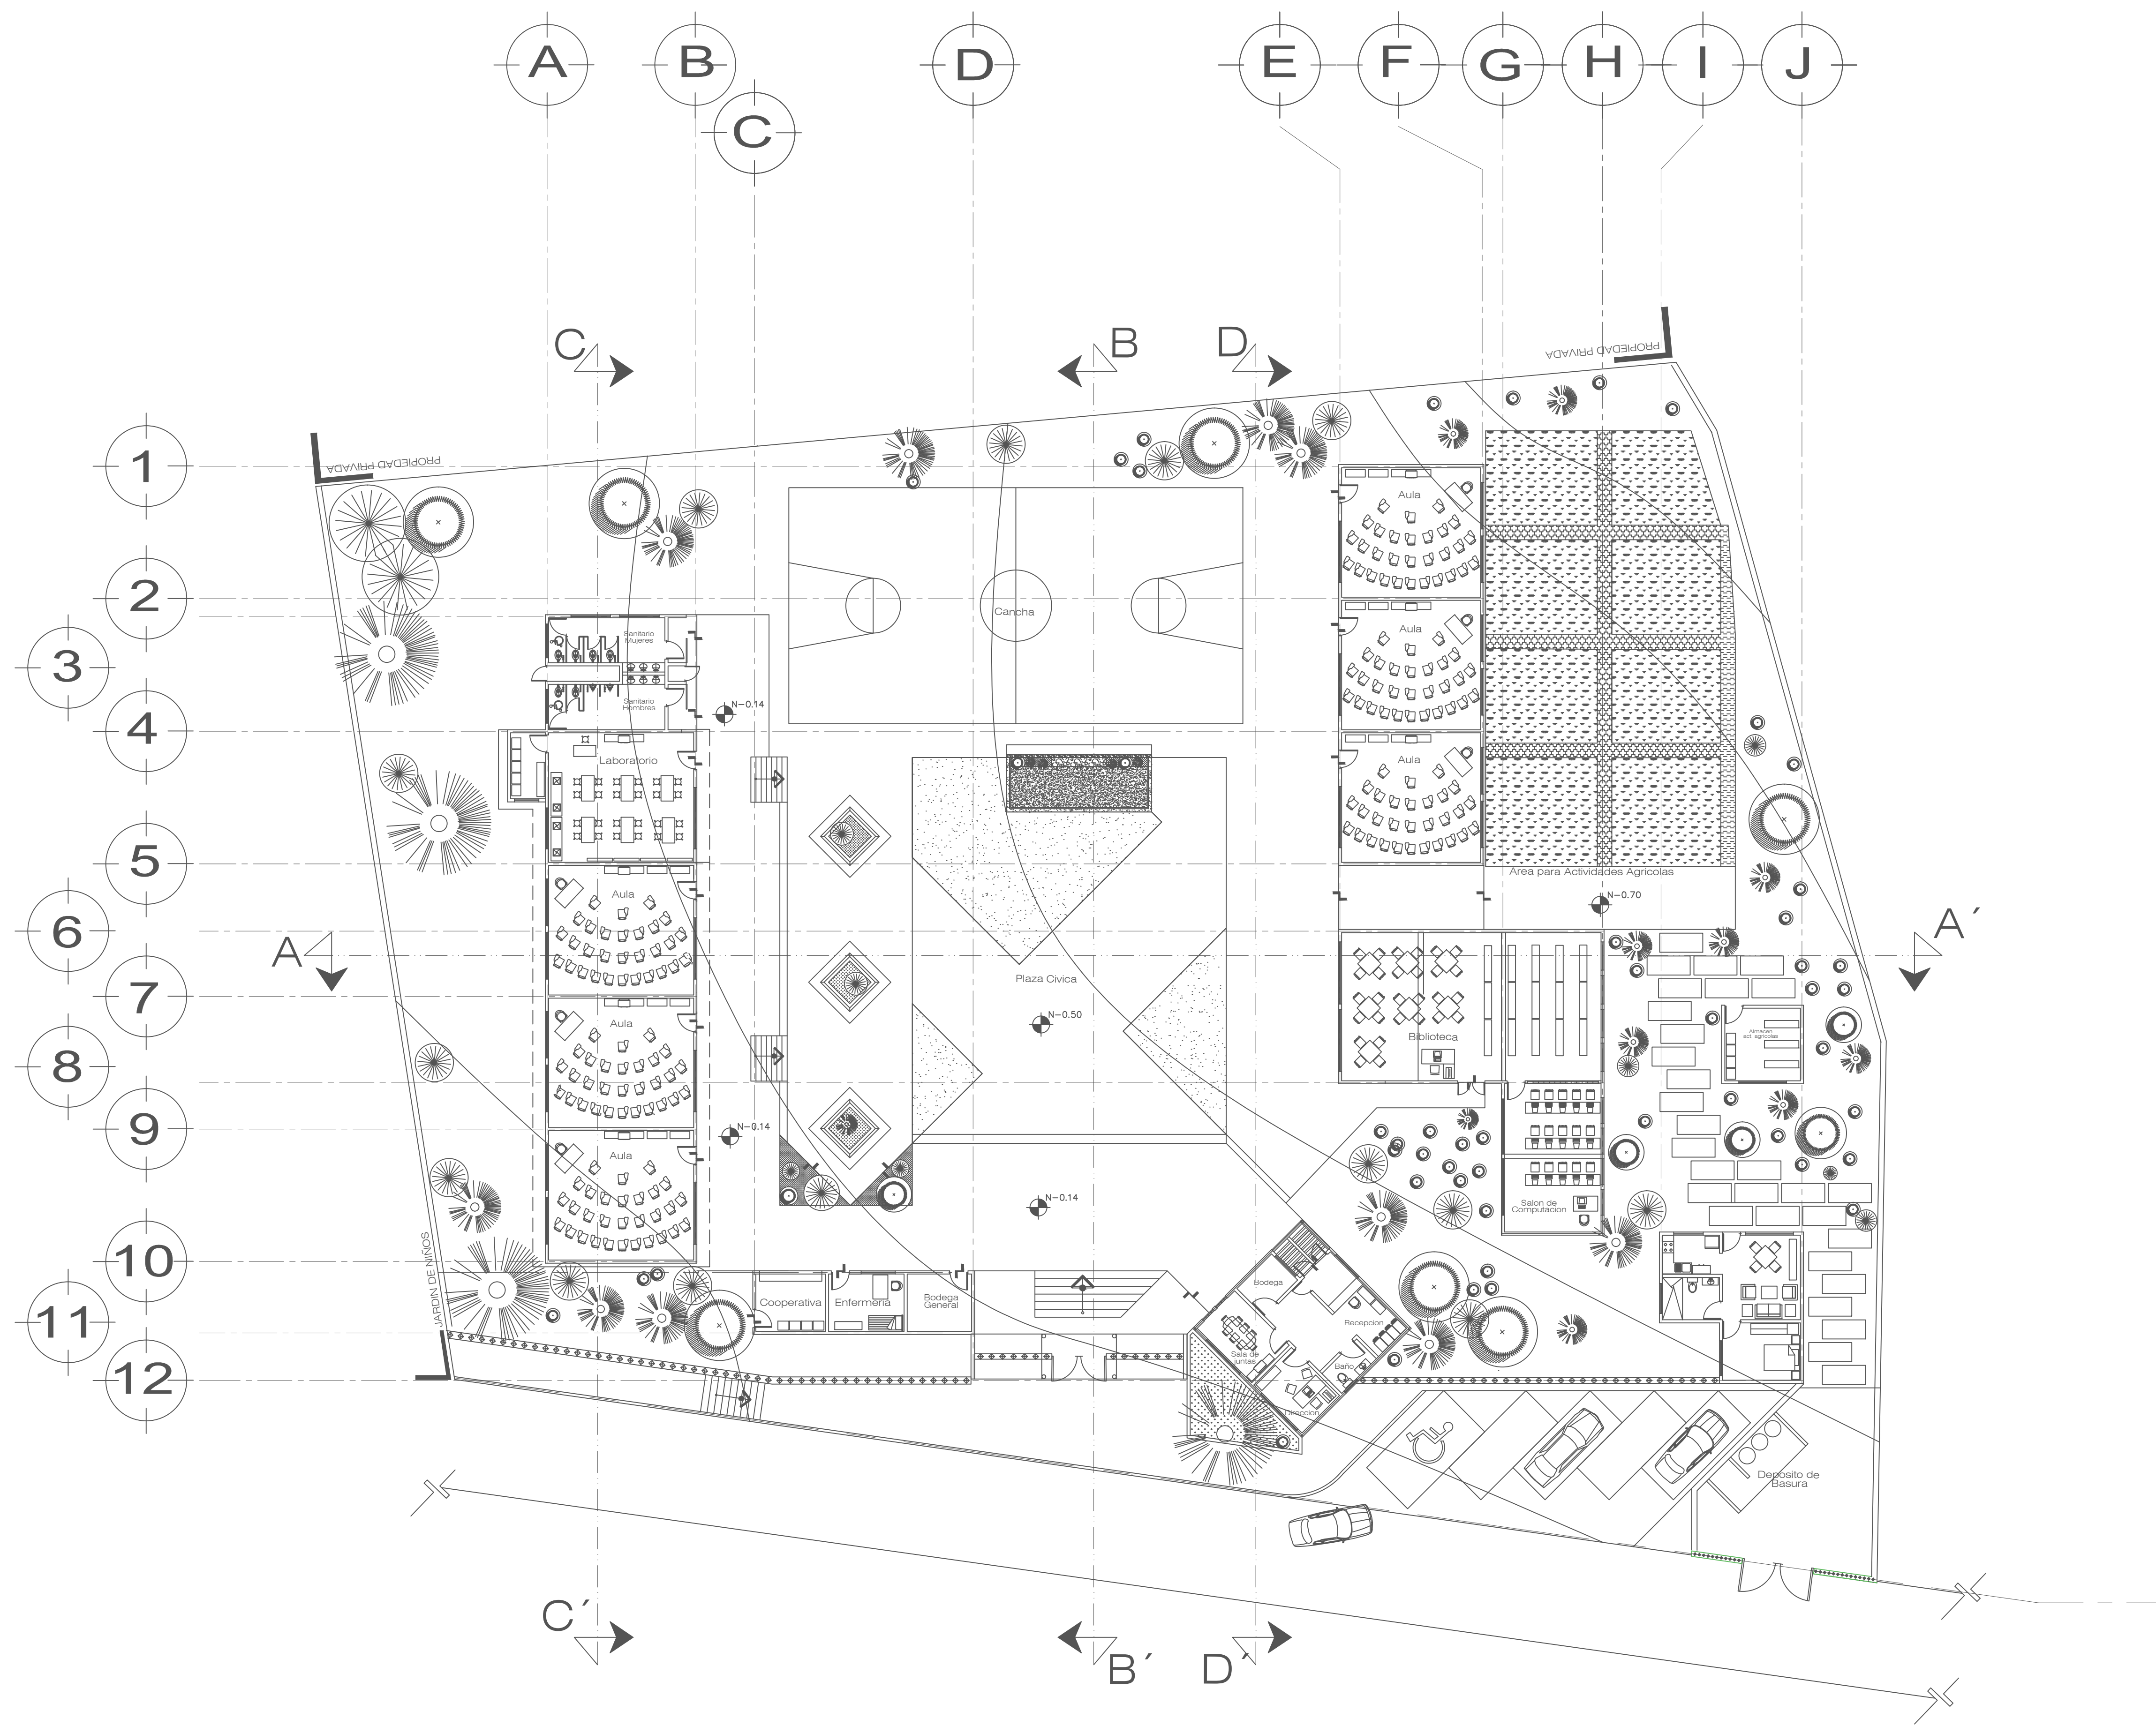 A
B
C
D
E
F
G
H
I
J
C
B
D
PROPIEDAD PRIVADA
PROPIEDAD PRIVADA
1
2
3
4
5
6
7
8
9
10
11
12
Aula
Cancha
Aula
Sanitario
Mujeres
Sanitario
Hombres
N-0.14
Laboratorio
Aula
Area para Actividades Agricolas
Aula
N-0.70
A
A´
Plaza Civica
N-0.50
Aula
Biblioteca
Almacen
act. agricolas
N-0.14
Aula
N-0.14
Salon de
Computacion
JARDIN DE NIÑOS
Bodega
Cooperativa
Enfermeria
Bodega
General
Recepcion
Sala de
juntas
Baño
Direccion
Deposito de
Basura
C´
B´
D´